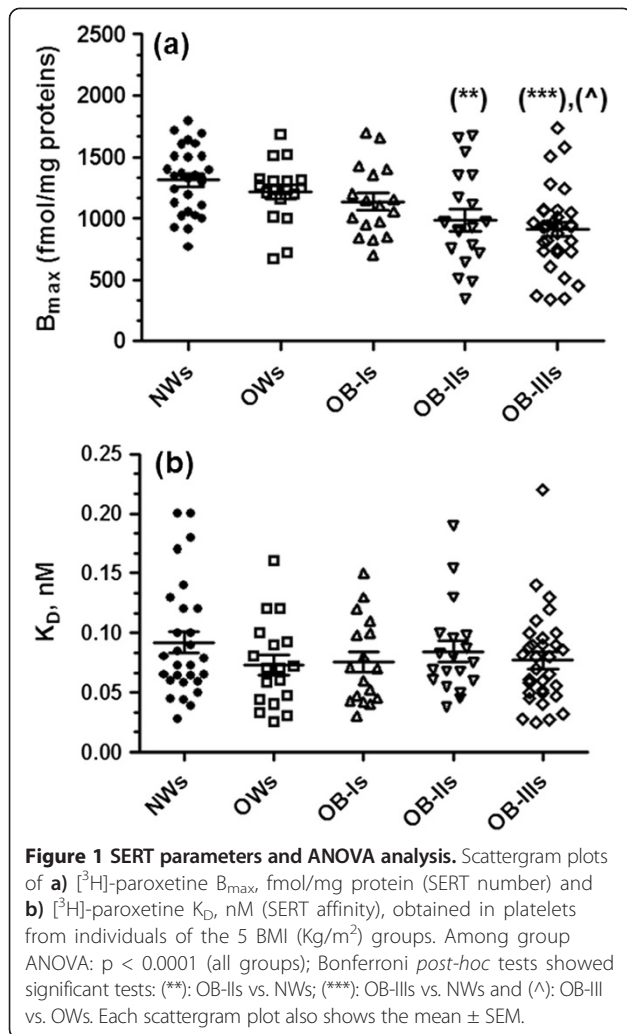 (a)
2500
2000
1500
1000
500
0
B_max (fmol/mg proteins)
(**) (***),(^)
NWs OWs OB-Is OB-IIs OB-IIIs
(b)
0.25
0.20
0.15
0.10
0.05
0.00
K_D, nM
NWs OWs OB-Is OB-IIs OB-IIIs
Figure 1 SERT parameters and ANOVA analysis. Scattergram plots
of a) [³H]-paroxetine B_max, fmol/mg protein (SERT number) and
b) [³H]-paroxetine K_D, nM (SERT affinity), obtained in platelets
from individuals of the 5 BMI (Kg/m²) groups. Among group
ANOVA: p < 0.0001 (all groups); Bonferroni post-hoc tests showed
significant tests: (**): OB-IIs vs. NWs; (***): OB-IIIs vs. NWs and (^): OB-III
vs. OWs. Each scattergram plot also shows the mean ± SEM.